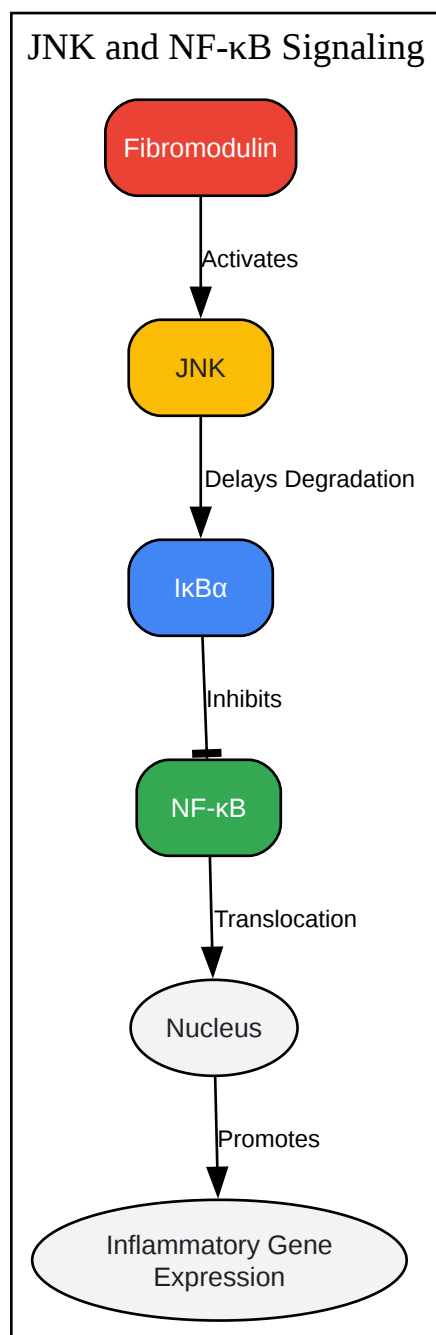 JNK and NF-κB Signaling
Fibromodulin
Activates
JNK
Delays Degradation
IκBα
Inhibits
NF-κB
Translocation
Nucleus
Promotes
Inflammatory Gene
Expression